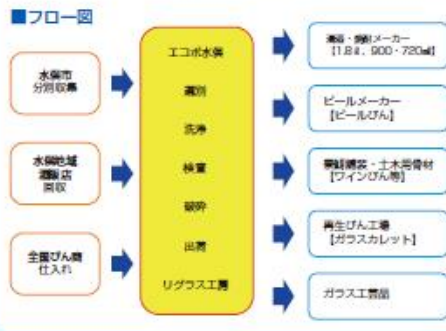 ■フロー図
水俣市
分別収集
水俣地域
酒販店
回収
全国びん商
仕入れ
エコボ水俣
選別
洗浄
検査
破砕
出荷
リグラス工房
酒造・焼酎メーカー
【1.8ℓ、900・720㎖】
ビールメーカー
【ビールびん】
舗装・土木用骨材
【ワインびん等】
再生びん工場
【ガラスカレット】
ガラス工芸品